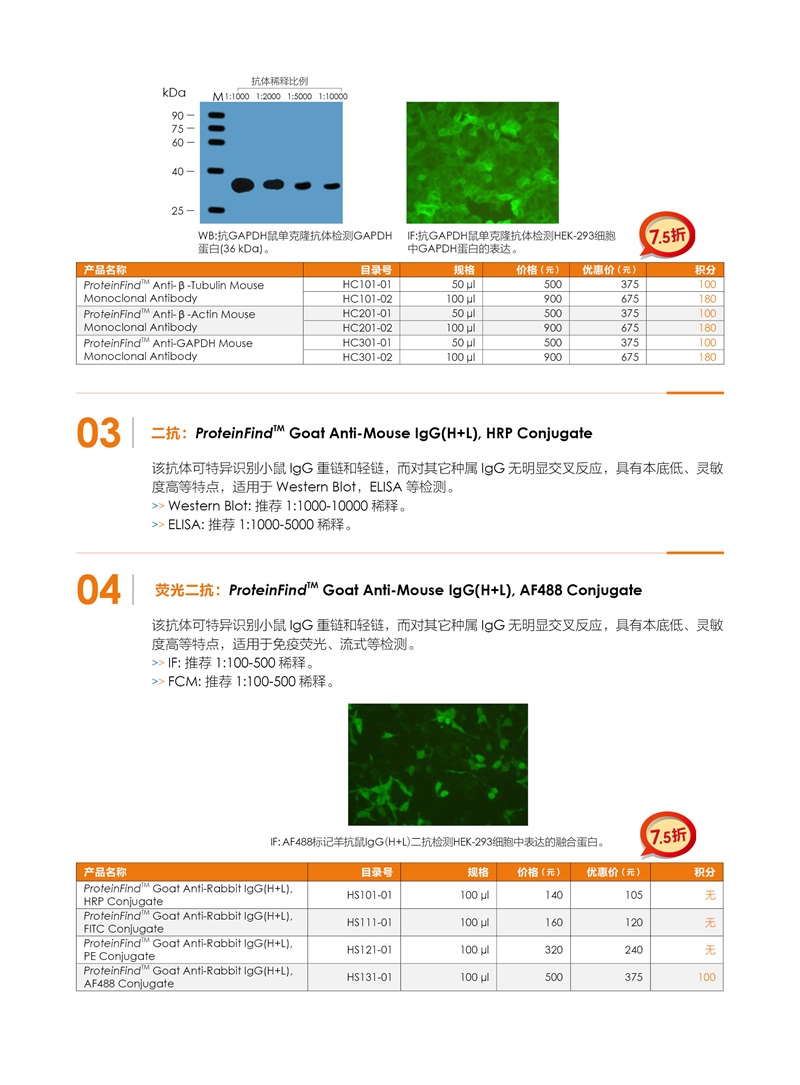 抗体稀释比例
kDa M 1:1000 1:2000 1:5000 1:10000
90
75
60
40
25
WB:抗GAPDH鼠单克隆抗体检测GAPDH
蛋白(36 kDa)。
IF:抗GAPDH鼠单克隆抗体检测HEK-293细胞
中GAPDH蛋白的表达。
7.5折
产品名称 目录号 规格 价格（元） 优惠价（元） 积分
ProteinFind™ Anti-β-Tubulin Mouse HC101-01 50 µl 500 375 100
Monoclonal Antibody HC101-02 100 µl 900 675 180
ProteinFind™ Anti-β-Actin Mouse HC201-01 50 µl 500 375 100
Monoclonal Antibody HC201-02 100 µl 900 675 180
ProteinFind™ Anti-GAPDH Mouse HC301-01 50 µl 500 375 100
Monoclonal Antibody HC301-02 100 µl 900 675 180
03 二抗：ProteinFind™ Goat Anti-Mouse IgG(H+L), HRP Conjugate
该抗体可特异识别小鼠 IgG 重链和轻链，而对其它种属 IgG 无明显交叉反应，具有本底低、灵敏
度高等特点，适用于 Western Blot，ELISA 等检测。
>> Western Blot: 推荐 1:1000-10000 稀释。
>> ELISA: 推荐 1:1000-5000 稀释。
04 荧光二抗：ProteinFind™ Goat Anti-Mouse IgG(H+L), AF488 Conjugate
该抗体可特异识别小鼠 IgG 重链和轻链，而对其它种属 IgG 无明显交叉反应，具有本底低、灵敏
度高等特点，适用于免疫荧光、流式等检测。
>> IF: 推荐 1:100-500 稀释。
>> FCM: 推荐 1:100-500 稀释。
IF: AF488标记羊抗鼠IgG(H+L)二抗检测HEK-293细胞中表达的融合蛋白。
7.5折
产品名称 目录号 规格 价格（元） 优惠价（元） 积分
ProteinFind™ Goat Anti-Rabbit IgG(H+L),
HRP Conjugate HS101-01 100 µl 140 105 无
ProteinFind™ Goat Anti-Rabbit IgG(H+L),
FITC Conjugate HS111-01 100 µl 160 120 无
ProteinFind™ Goat Anti-Rabbit IgG(H+L),
PE Conjugate HS121-01 100 µl 320 240 无
ProteinFind™ Goat Anti-Rabbit IgG(H+L),
AF488 Conjugate HS131-01 100 µl 500 375 100